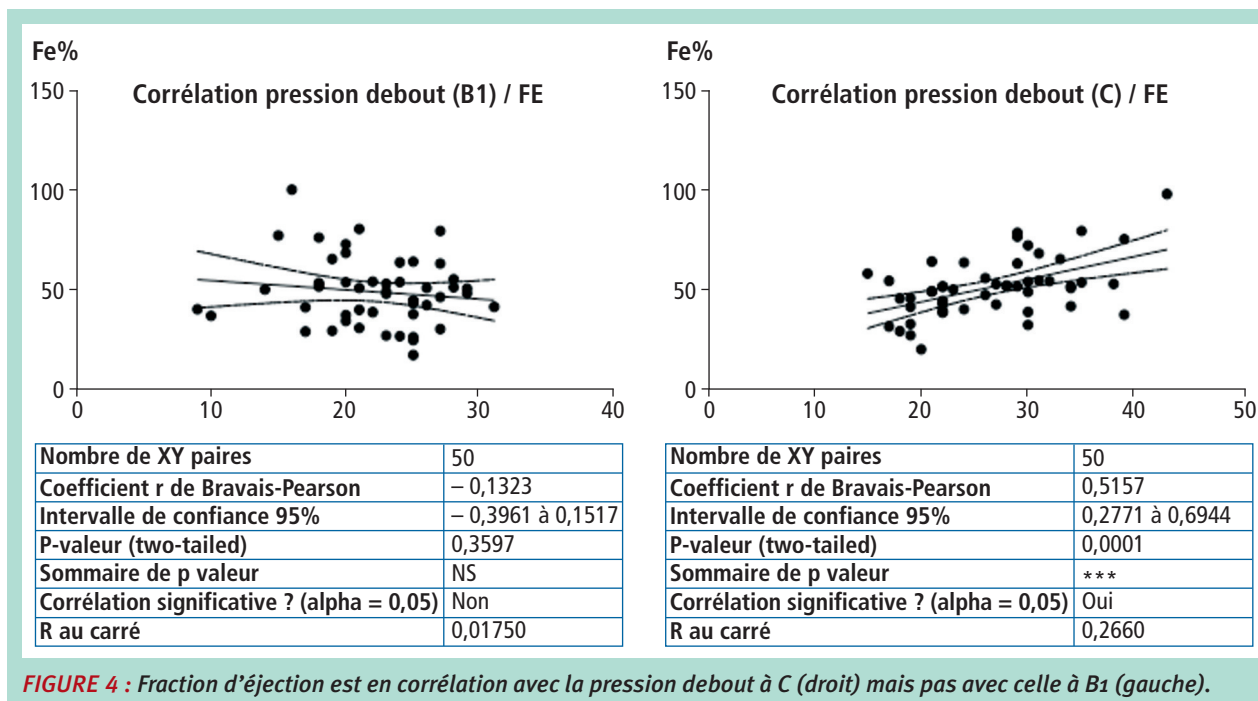 Fe%
Corrélation pression debout (B1) / FE
150
100
50
0
0 10 20 30 40
Nombre de XY paires 50
Coefficient r de Bravais-Pearson – 0,1323
Intervalle de confiance 95% – 0,3961 à 0,1517
P-valeur (two-tailed) 0,3597
Sommaire de p valeur NS
Corrélation significative ? (alpha = 0,05) Non
R au carré 0,01750
Fe%
Corrélation pression debout (C) / FE
150
100
50
0
0 10 20 30 40 50
Nombre de XY paires 50
Coefficient r de Bravais-Pearson 0,5157
Intervalle de confiance 95% 0,2771 à 0,6944
P-valeur (two-tailed) 0,0001
Sommaire de p valeur ***
Corrélation significative ? (alpha = 0,05) Oui
R au carré 0,2660
FIGURE 4 : Fraction d’éjection est en corrélation avec la pression debout à C (droit) mais pas avec celle à B1 (gauche).